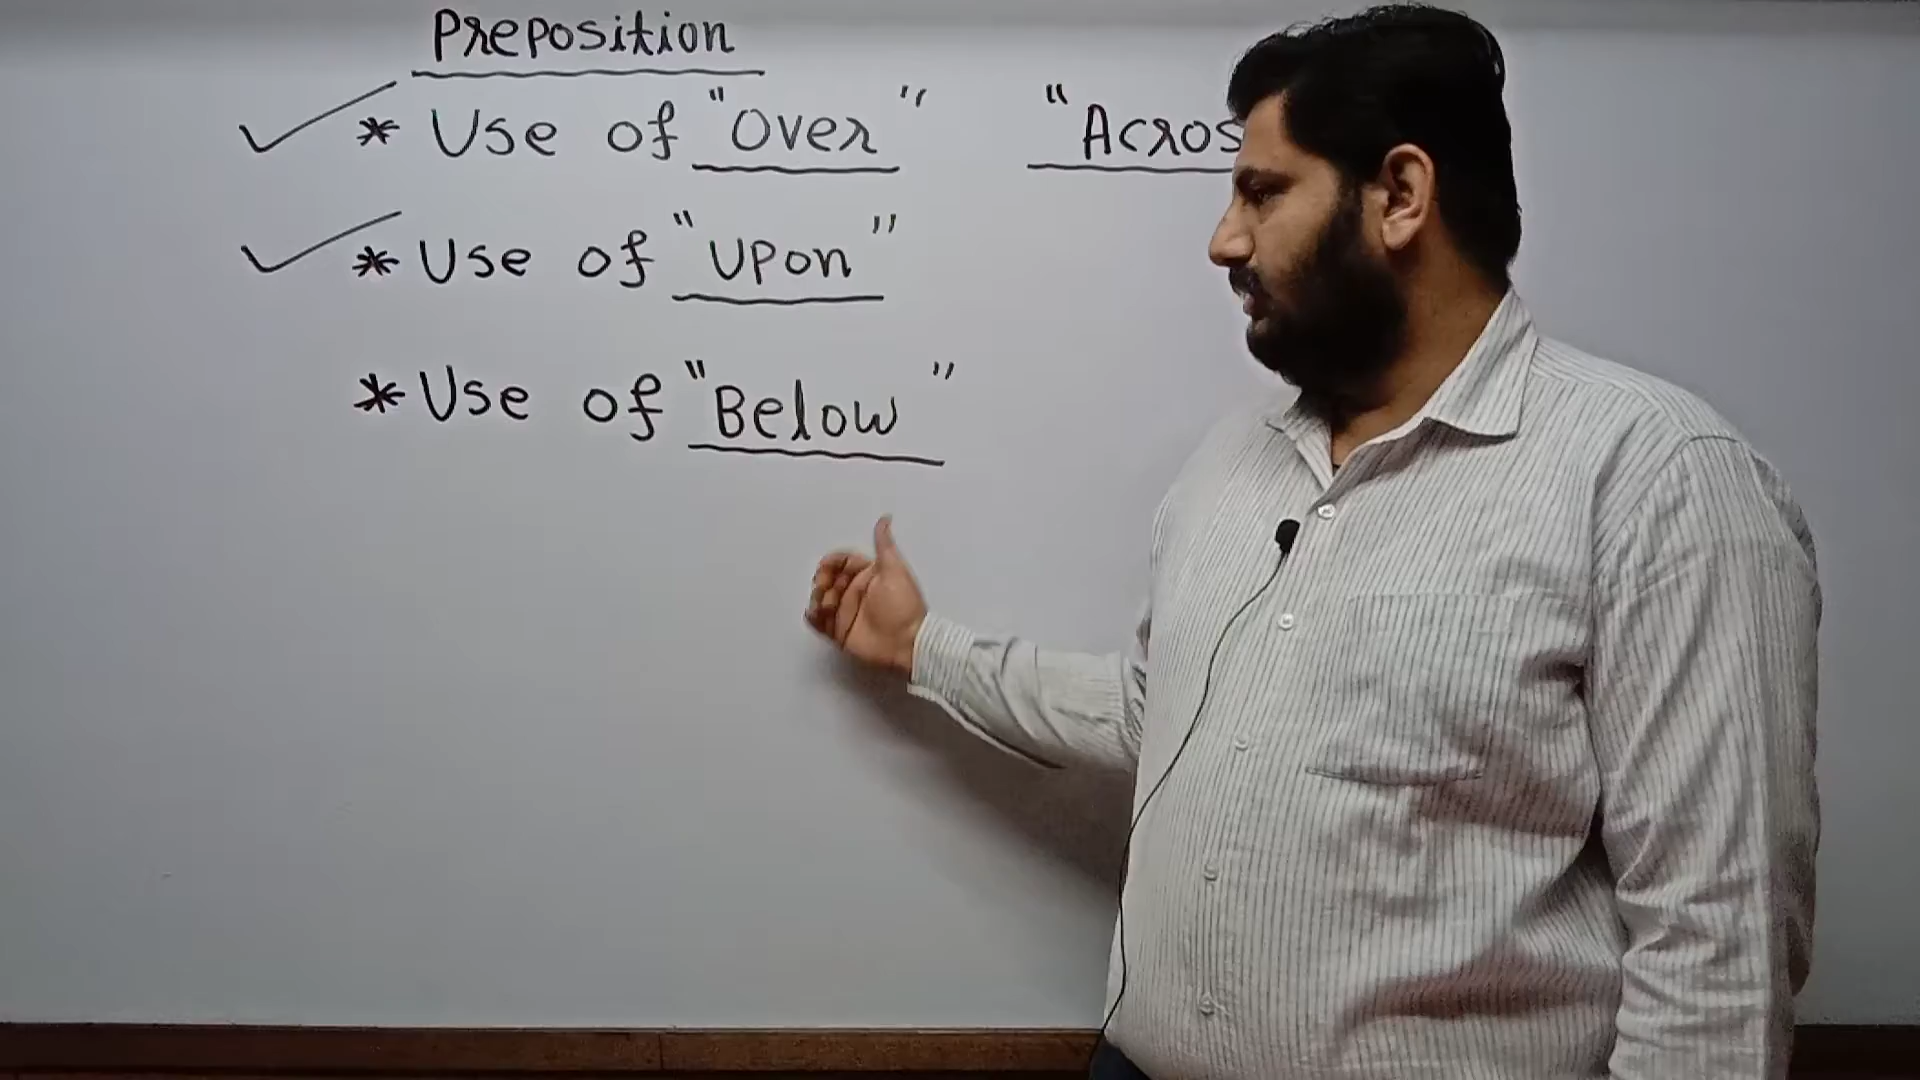 Preposition
* Use of "Over" "Acros
* Use of "Upon"
* Use of "Below"